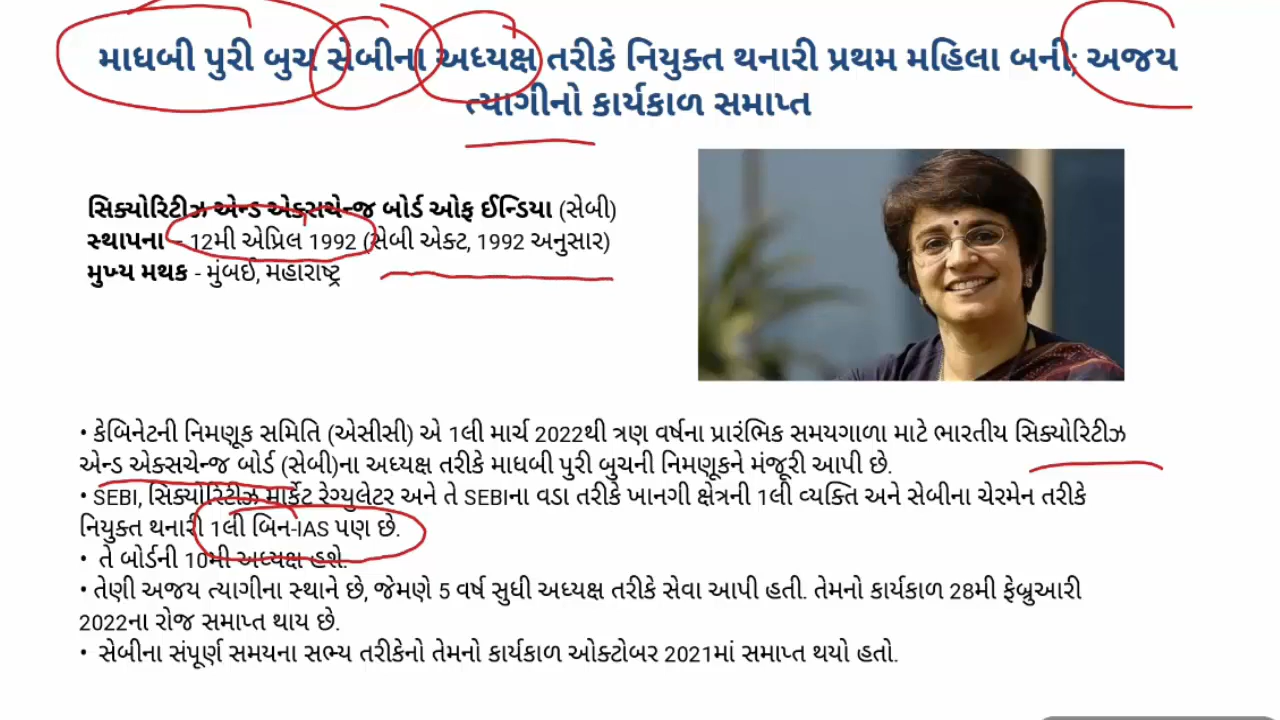 માધબી પુરી બુચ સેબીના અધ્યક્ષ તરીકે નિયુક્ત થનારી પ્રથમ મહિલા બની; અજય
ત્યાગીનો કાર્યકાળ સમાપ્ત
સિક્યોરિટીઝ એન્ડ એક્સચેન્જ બોર્ડ ઓફ ઈન્ડિયા (સેબી)
સ્થાપના - 12મી એપ્રિલ 1992 (સેબી એક્ટ, 1992 અનુસાર)
મુખ્ય મથક - મુંબઈ, મહારાષ્ટ્ર
• કેબિનેટની નિમણૂક સમિતિ (એસીસી) એ 1લી માર્ચ 2022થી ત્રણ વર્ષના પ્રારંભિક સમયગાળા માટે ભારતીય સિક્યોરિટીઝ
એન્ડ એક્સચેન્જ બોર્ડ (સેબી)ના અધ્યક્ષ તરીકે માધબી પુરી બુચની નિમણૂકને મંજૂરી આપી છે.
• SEBI, સિક્યોરિટીઝ માર્કેટ રેગ્યુલેટર અને તે SEBIના વડા તરીકે ખાનગી ક્ષેત્રની 1લી વ્યક્તિ અને સેબીના ચેરમેન તરીકે
નિયુક્ત થનારી 1લી બિન-IAS પણ છે.
• તે બોર્ડની 10મી અધ્યક્ષ હશે.
• તેણી અજય ત્યાગીના સ્થાને છે, જેમણે 5 વર્ષ સુધી અધ્યક્ષ તરીકે સેવા આપી હતી. તેમનો કાર્યકાળ 28મી ફેબ્રુઆરી
2022ના રોજ સમાપ્ત થાય છે.
• સેબીના સંપૂર્ણ સમયના સભ્ય તરીકેનો તેમનો કાર્યકાળ ઓક્ટોબર 2021માં સમાપ્ત થયો હતો.